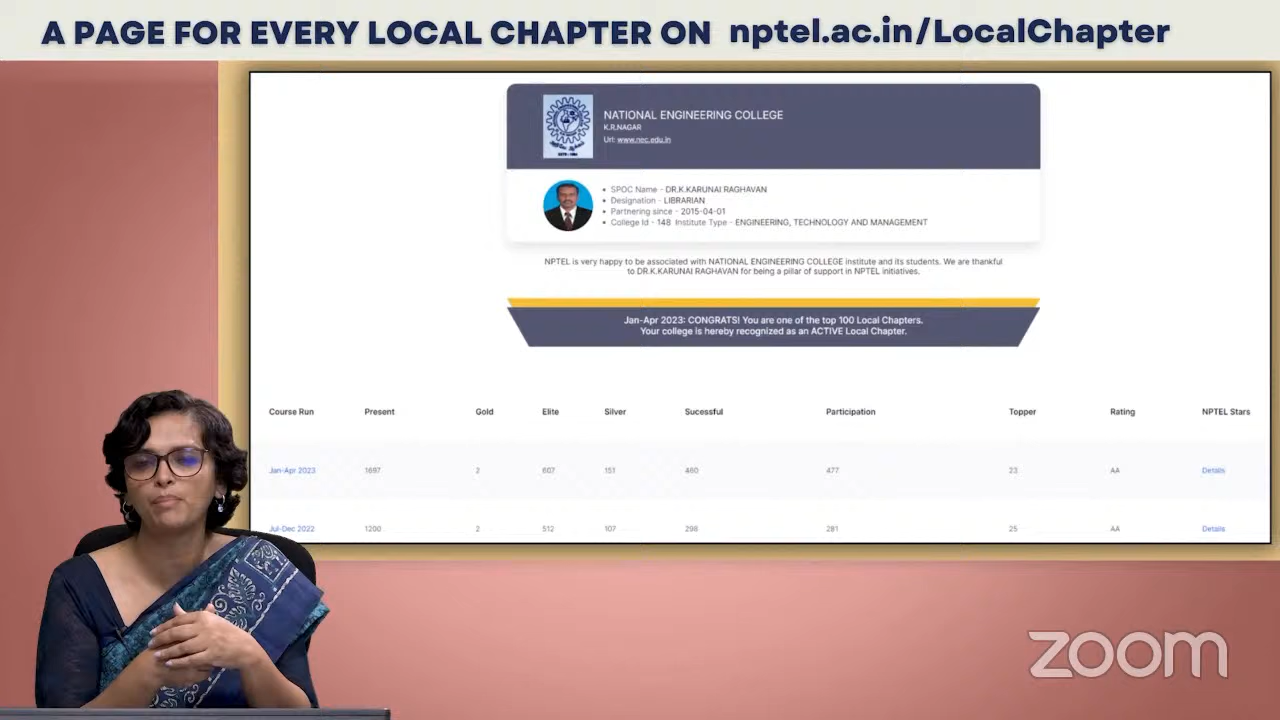 A PAGE FOR EVERY LOCAL CHAPTER ON nptel.ac.in/LocalChapter
NATIONAL ENGINEERING COLLEGE
K.R.NAGAR
Url: www.nec.edu.in
• SPOC Name - DR.K.KARUNAI RAGHAVAN
• Designation - LIBRARIAN
• Partnering since - 2015-04-01
• College Id - 148 Institute Type - ENGINEERING, TECHNOLOGY AND MANAGEMENT
NPTEL is very happy to be associated with NATIONAL ENGINEERING COLLEGE institute and its students. We are thankful
to DR.K.KARUNAI RAGHAVAN for being a pillar of support in NPTEL initiatives.
Jan-Apr 2023: CONGRATS! You are one of the top 100 Local Chapters.
Your college is hereby recognized as an ACTIVE Local Chapter.
Course Run Present Gold Elite Silver Sucessful Participation Topper Rating NPTEL Stars
Jan-Apr 2023 1697 2 607 151 460 477 23 AA Details
Jul-Dec 2022 1200 2 512 107 298 281 25 AA Details
zoom